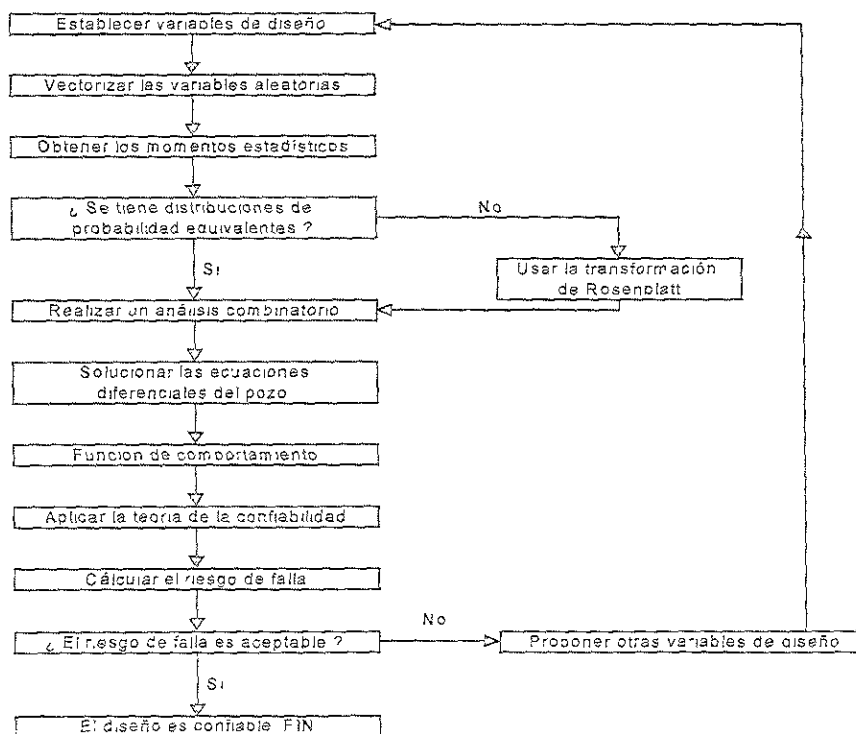 Establecer variables de diseño
Vectorizar las variables aleatorias
Obtener los momentos estadísticos
¿ Se tiene distribuciones de
probabilidad equivalentes ?
No
Si
Usar la transformación
de Rosenblatt
Realizar un análisis combinatorio
Solucionar las ecuaciones
diferenciales del pozo
Función de comportamiento
Aplicar la teoría de la confiabilidad
Cálcular el riesgo de falla
¿ El riesgo de falla es aceptable ?
No
Proponer otras variables de diseño
Si
El diseño es confiable FIN